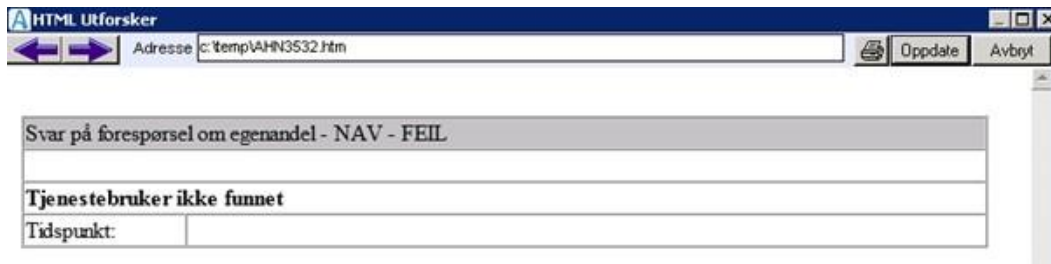 HTML Utforsker
Adresse c:\temp\AHN3532.htm Oppdate Avbryt
Svar på forespørsel om egenandel - NAV - FEIL
Tjenestebruker ikke funnet
Tidspunkt: